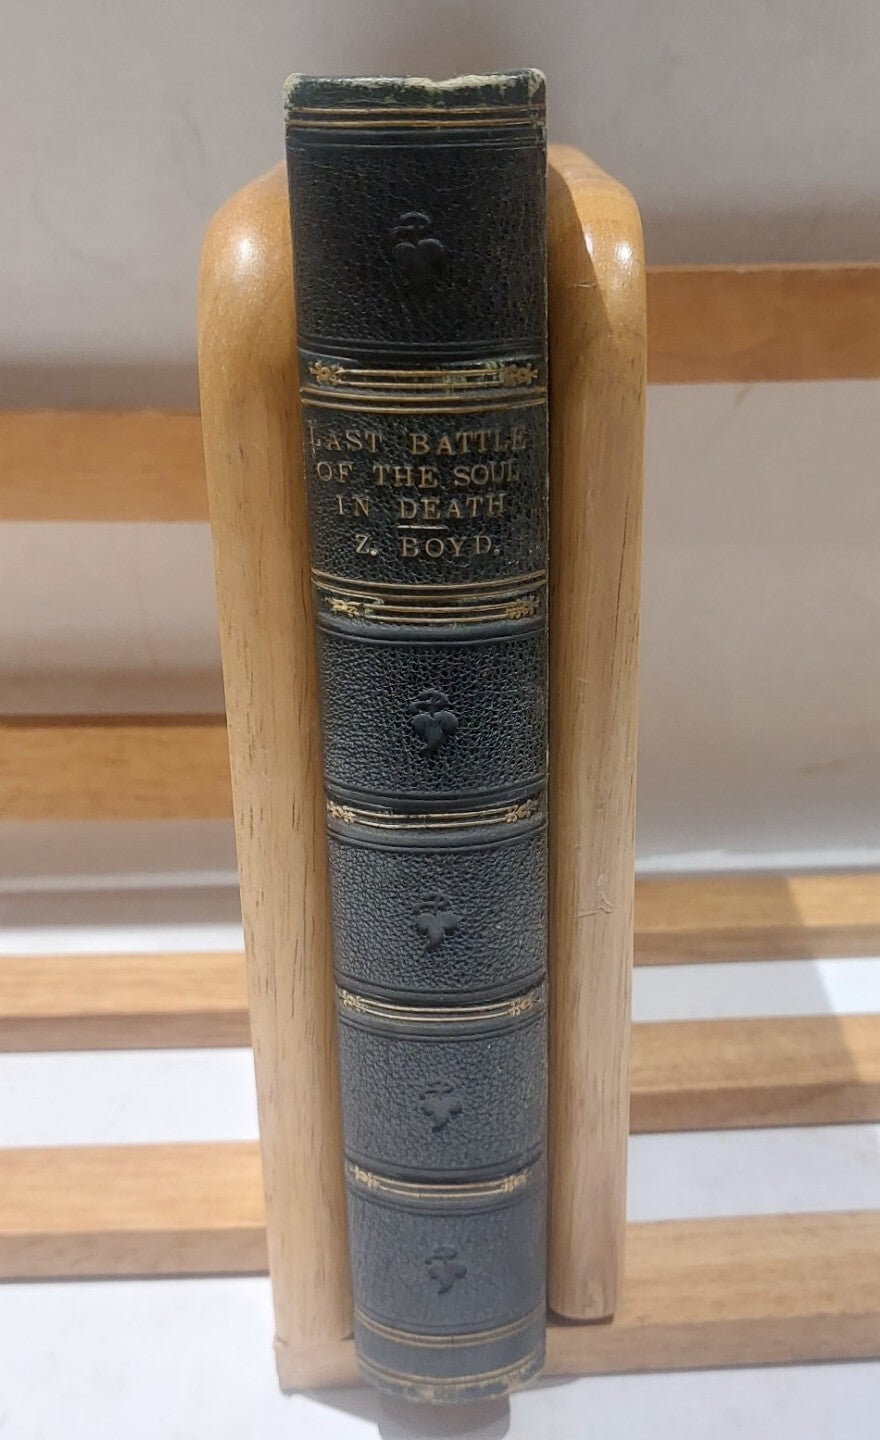 LAST BATTLE
OF THE SOUL
IN DEATH
Z. BOYD.